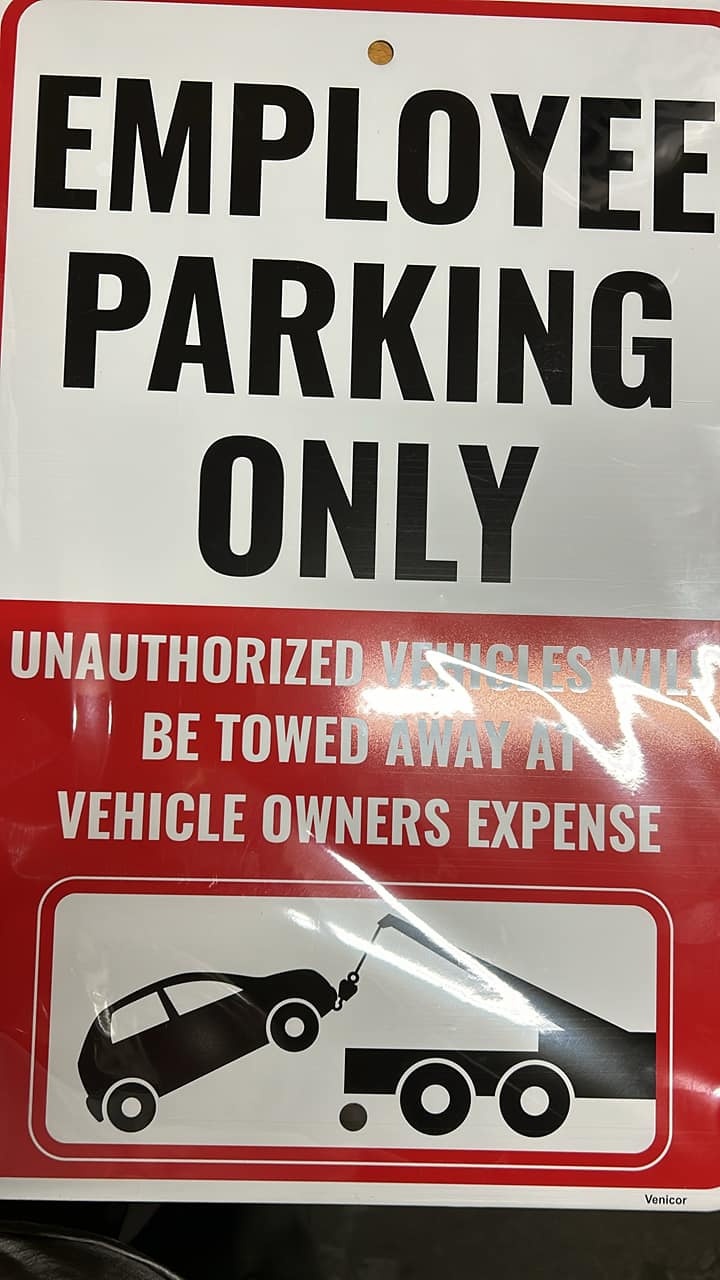 EMPLOYEE
PARKING
ONLY
UNAUTHORIZED VEHICLES WILL
BE TOWED AWAY AT
VEHICLE OWNERS EXPENSE
Venicor